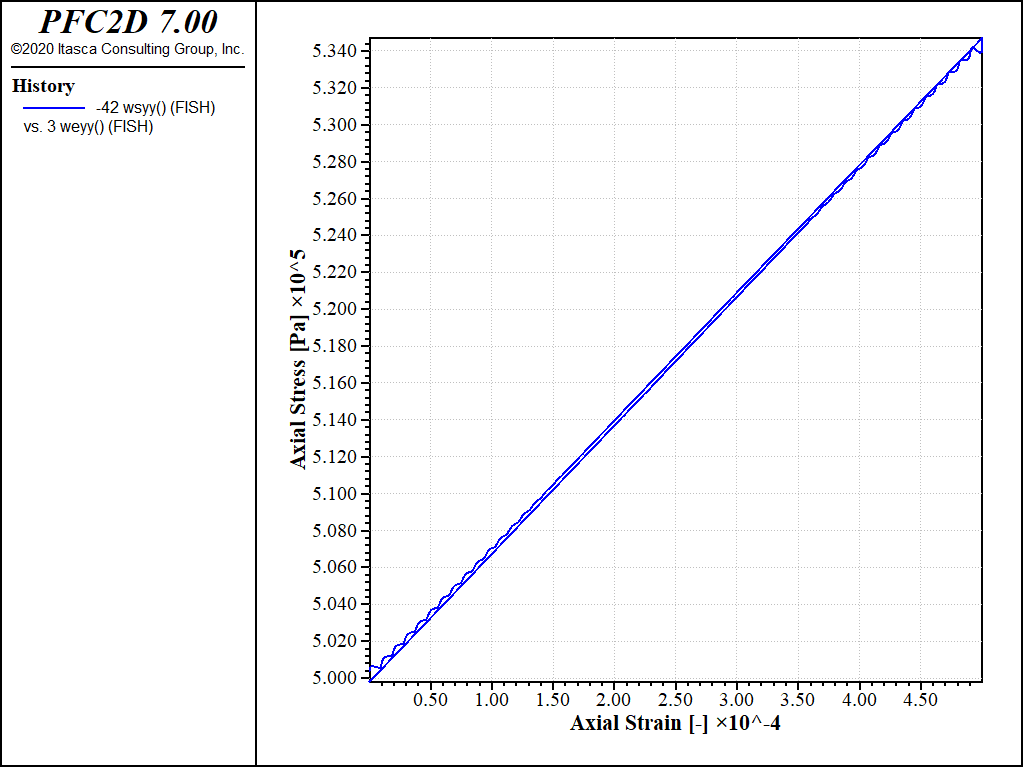 PFC2D 7.00
©2020 Itasca Consulting Group, Inc.
History
-42 wsyy() (FISH)
vs. 3 weyy() (FISH)
Axial Stress [Pa] ×10^5
5.340
5.320
5.300
5.280
5.260
5.240
5.220
5.200
5.180
5.160
5.140
5.120
5.100
5.080
5.060
5.040
5.020
5.000
0.50 1.00 1.50 2.00 2.50 3.00 3.50 4.00 4.50
Axial Strain [-] ×10^-4